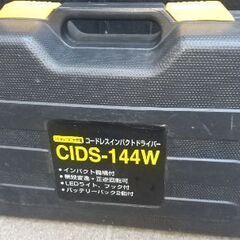 コードレスインパクトドライバー
CIDS-144W
●インパクト機構付
●無段変速・正逆回転可
●LEDライト、フック付
●バッテリーパック2個付